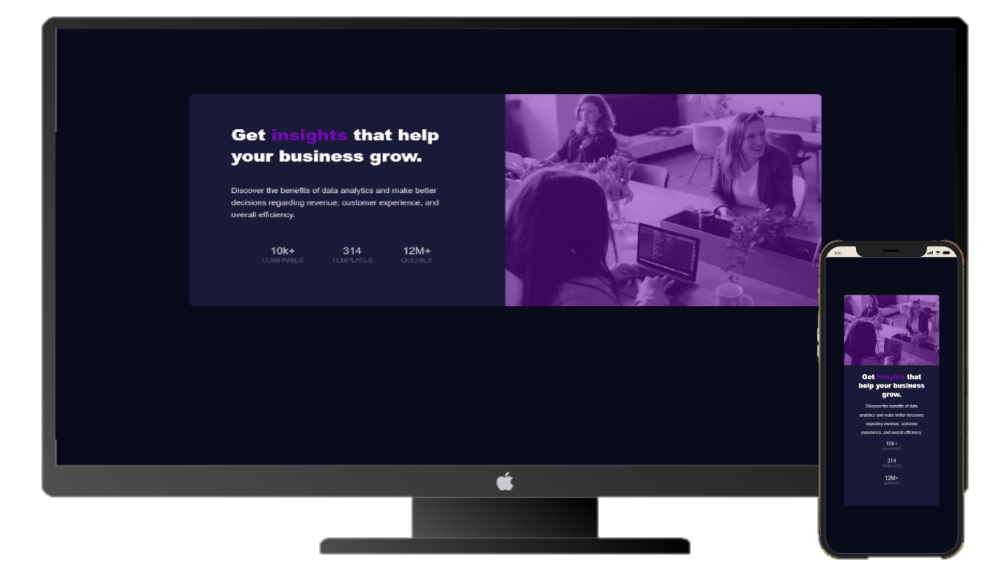 Get insights that help
your business grow.
Discover the benefits of data analytics and make better
decisions regarding revenue, customer experience, and
overall efficiency.
10k+ 314 12M+
COMPANIES TEMPLATES QUERIES
Get insights that
help your business
grow.
Discover the benefits of data
analytics and make better decisions
regarding revenue, customer
experience, and overall efficiency.
10k+
COMPANIES
314
TEMPLATES
12M+